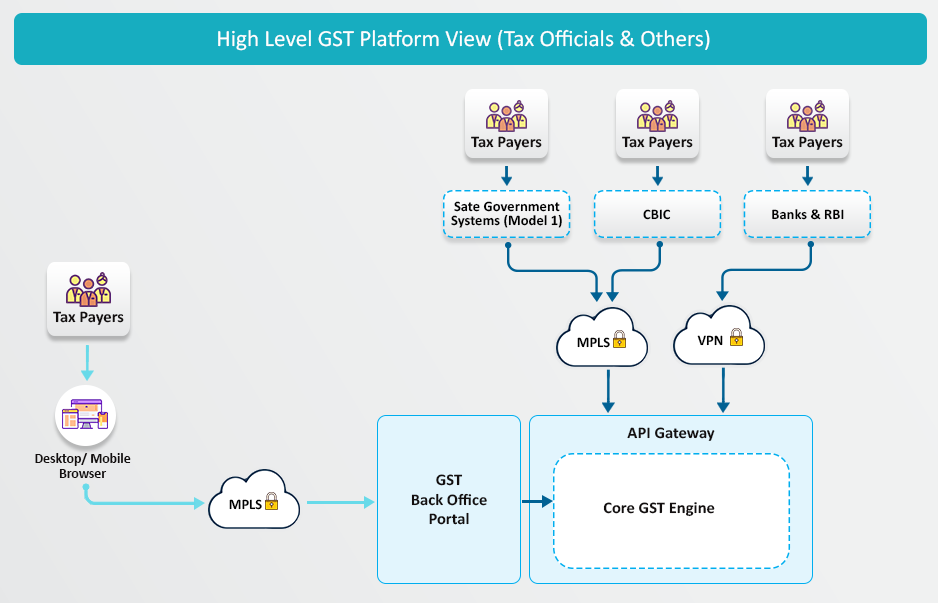 High Level GST Platform View (Tax Officials & Others)
Tax Payers
Tax Payers
Tax Payers
Sate Government
Systems (Model 1)
CBIC
Banks & RBI
Tax Payers
MPLS
VPN
Desktop/ Mobile
Browser
MPLS
GST
Back Office
Portal
API Gateway
Core GST Engine